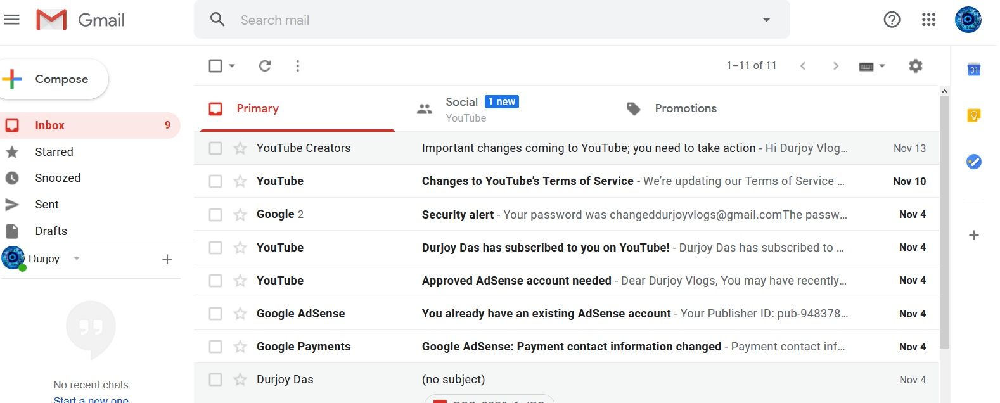 Gmail
Search mail
Compose
1–11 of 11
31
Primary
Social 1 new
YouTube
Promotions
Inbox 9
Starred
Snoozed
Sent
Drafts
Durjoy
No recent chats
Start a new one
YouTube Creators Important changes coming to YouTube; you need to take action - Hi Durjoy Vlog... Nov 13
YouTube Changes to YouTube's Terms of Service - We're updating our Terms of Service ... Nov 10
Google 2 Security alert - Your password was changeddurjoyvlogs@gmail.comThe passw... Nov 4
YouTube Durjoy Das has subscribed to you on YouTube! - Durjoy Das has subscribed to ... Nov 4
YouTube Approved AdSense account needed - Dear Durjoy Vlogs, You may have recently... Nov 4
Google AdSense You already have an existing AdSense account - Your Publisher ID: pub-948378... Nov 4
Google Payments Google AdSense: Payment contact information changed - Payment contact inf... Nov 4
Durjoy Das (no subject) Nov 4